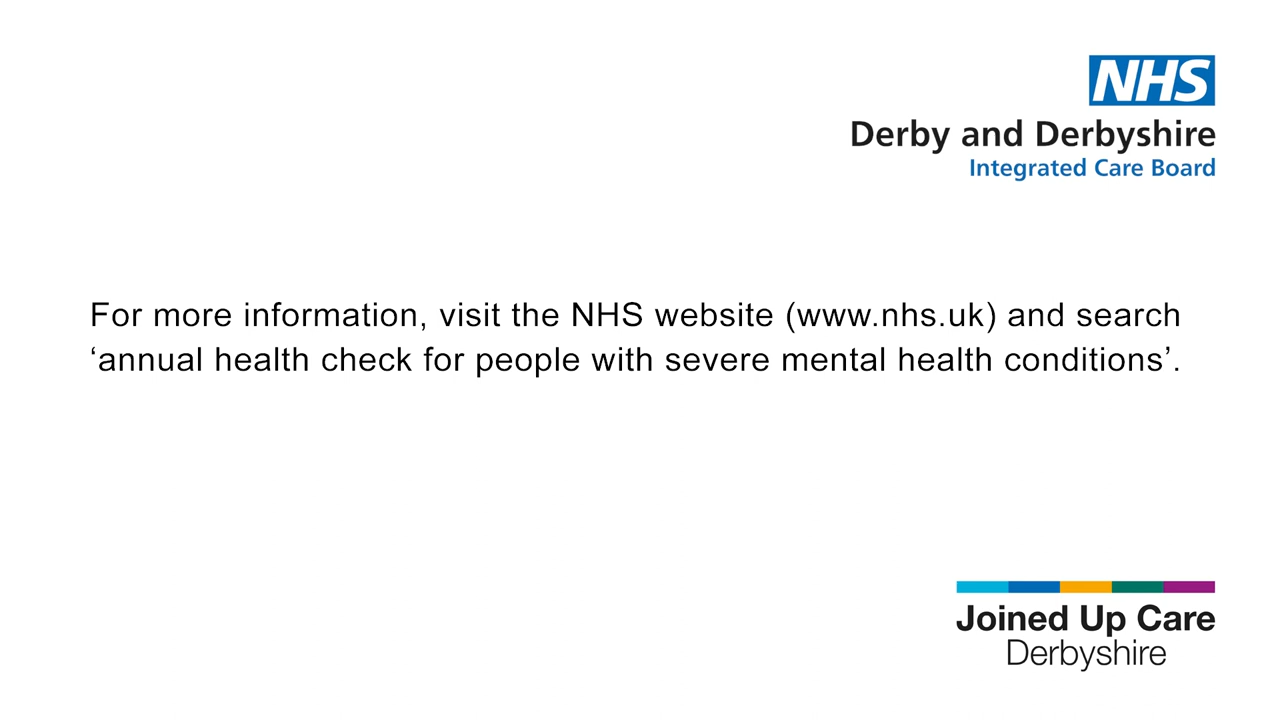 NHS
Derby and Derbyshire
Integrated Care Board
For more information, visit the NHS website (www.nhs.uk) and search
‘annual health check for people with severe mental health conditions’.
Joined Up Care
Derbyshire